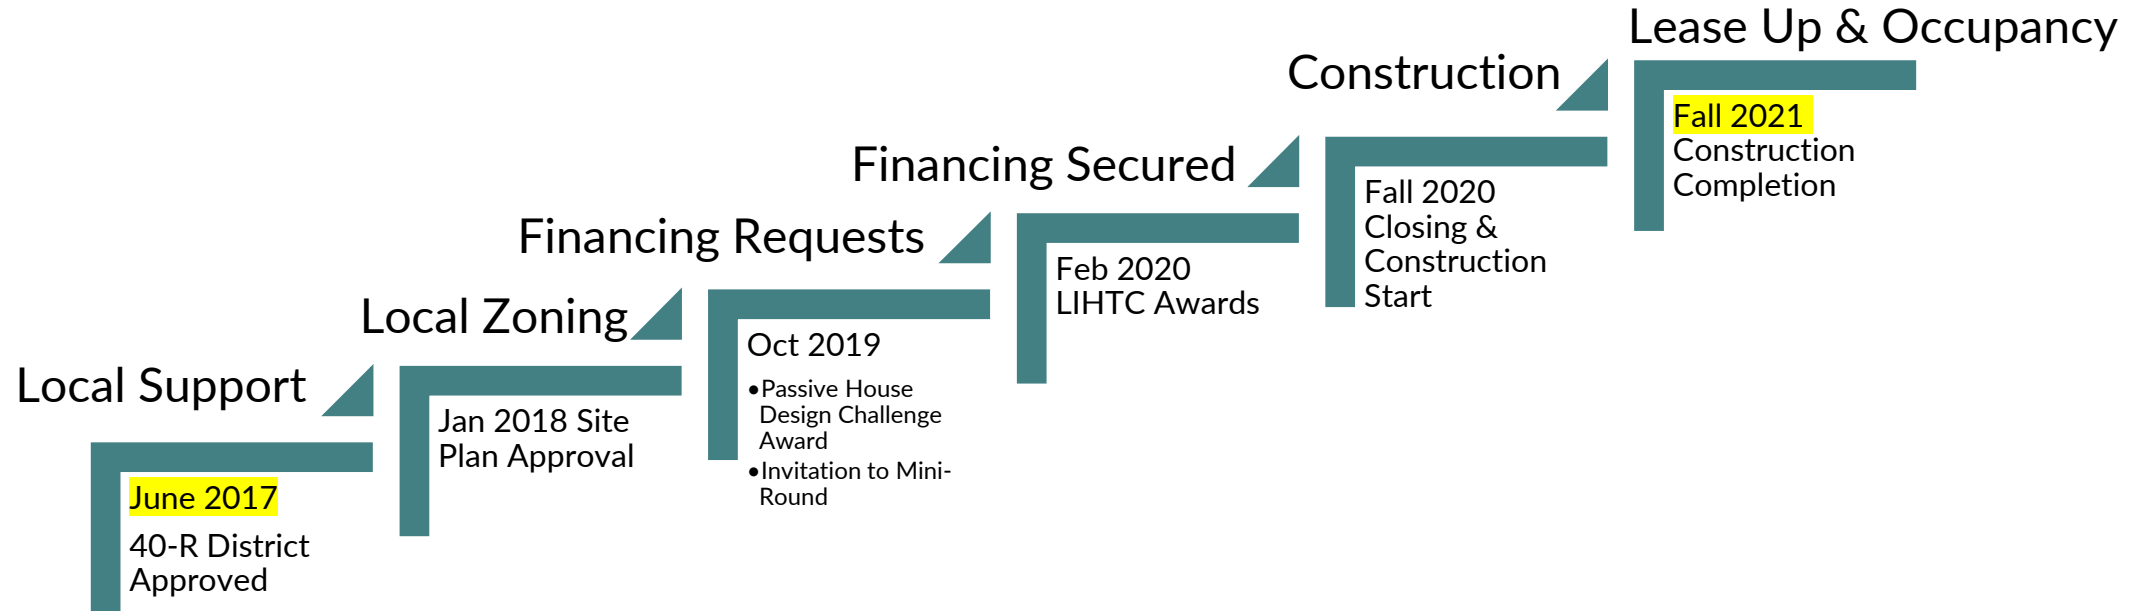 Local Support
June 2017
40-R District
Approved
Local Zoning
Jan 2018 Site
Plan Approval
Financing Requests
Oct 2019
•Passive House
Design Challenge
Award
•Invitation to Mini-
Round
Financing Secured
Feb 2020
LIHTC Awards
Construction
Fall 2020
Closing &
Construction
Start
Lease Up & Occupancy
Fall 2021
Construction
Completion